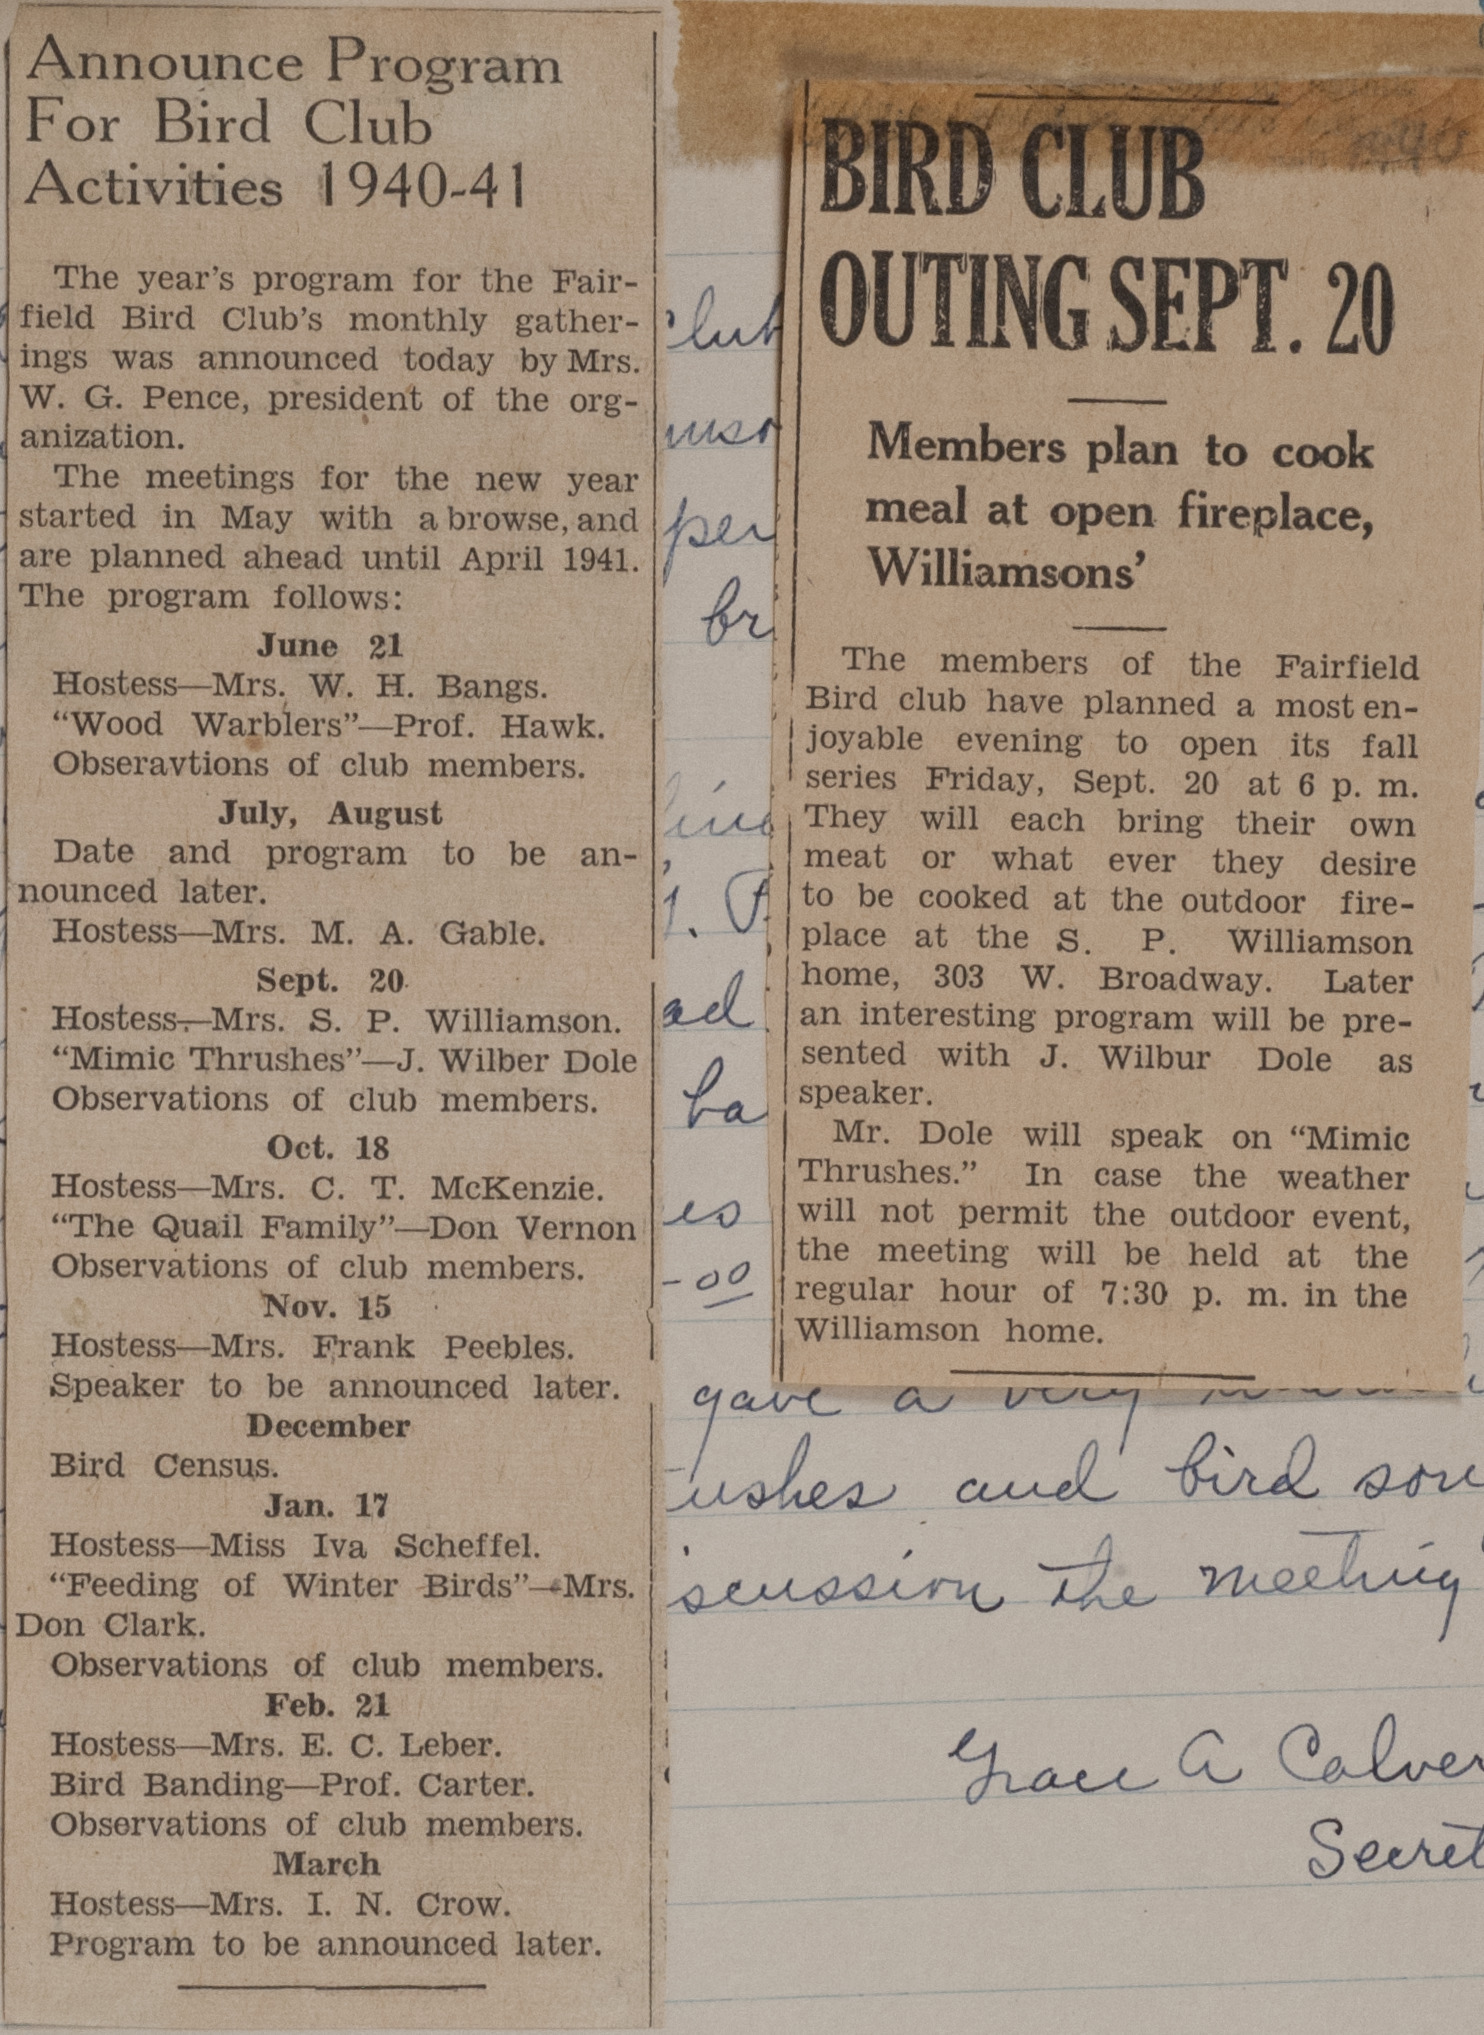 Announce Program
For Bird Club
Activities 1940-41
The year's program for the Fair-
field Bird Club's monthly gather-
ings was announced today by Mrs.
W. G. Pence, president of the org-
anization.
The meetings for the new year
started in May with a browse, and
are planned ahead until April 1941.
The program follows:
June 21
Hostess—Mrs. W. H. Bangs.
"Wood Warblers"—Prof. Hawk.
Obseravtions of club members.
July, August
Date and program to be an-
nounced later.
Hostess—Mrs. M. A. Gable.
Sept. 20
Hostess—Mrs. S. P. Williamson.
"Mimic Thrushes"—J. Wilber Dole
Observations of club members.
Oct. 18
Hostess—Mrs. C. T. McKenzie.
"The Quail Family"—Don Vernon
Observations of club members.
Nov. 15
Hostess—Mrs. Frank Peebles.
Speaker to be announced later.
December
Bird Census.
Jan. 17
Hostess—Miss Iva Scheffel.
"Feeding of Winter Birds"—Mrs.
Don Clark.
Observations of club members.
Feb. 21
Hostess—Mrs. E. C. Leber.
Bird Banding—Prof. Carter.
Observations of club members.
March
Hostess—Mrs. I. N. Crow.
Program to be announced later.
BIRD CLUB
OUTING SEPT. 20
Members plan to cook
meal at open fireplace,
Williamsons'
The members of the Fairfield
Bird club have planned a most en-
joyable evening to open its fall
series Friday, Sept. 20 at 6 p. m.
They will each bring their own
meat or what ever they desire
to be cooked at the outdoor fire-
place at the S. P. Williamson
home, 303 W. Broadway. Later
an interesting program will be pre-
sented with J. Wilbur Dole as
speaker.
Mr. Dole will speak on "Mimic
Thrushes." In case the weather
will not permit the outdoor event,
the meeting will be held at the
regular hour of 7:30 p. m. in the
Williamson home.
per
br
ad
ba
es
-00
gave a very
ushes and bird son
scussion the meeting
Grace A Calver
Secret